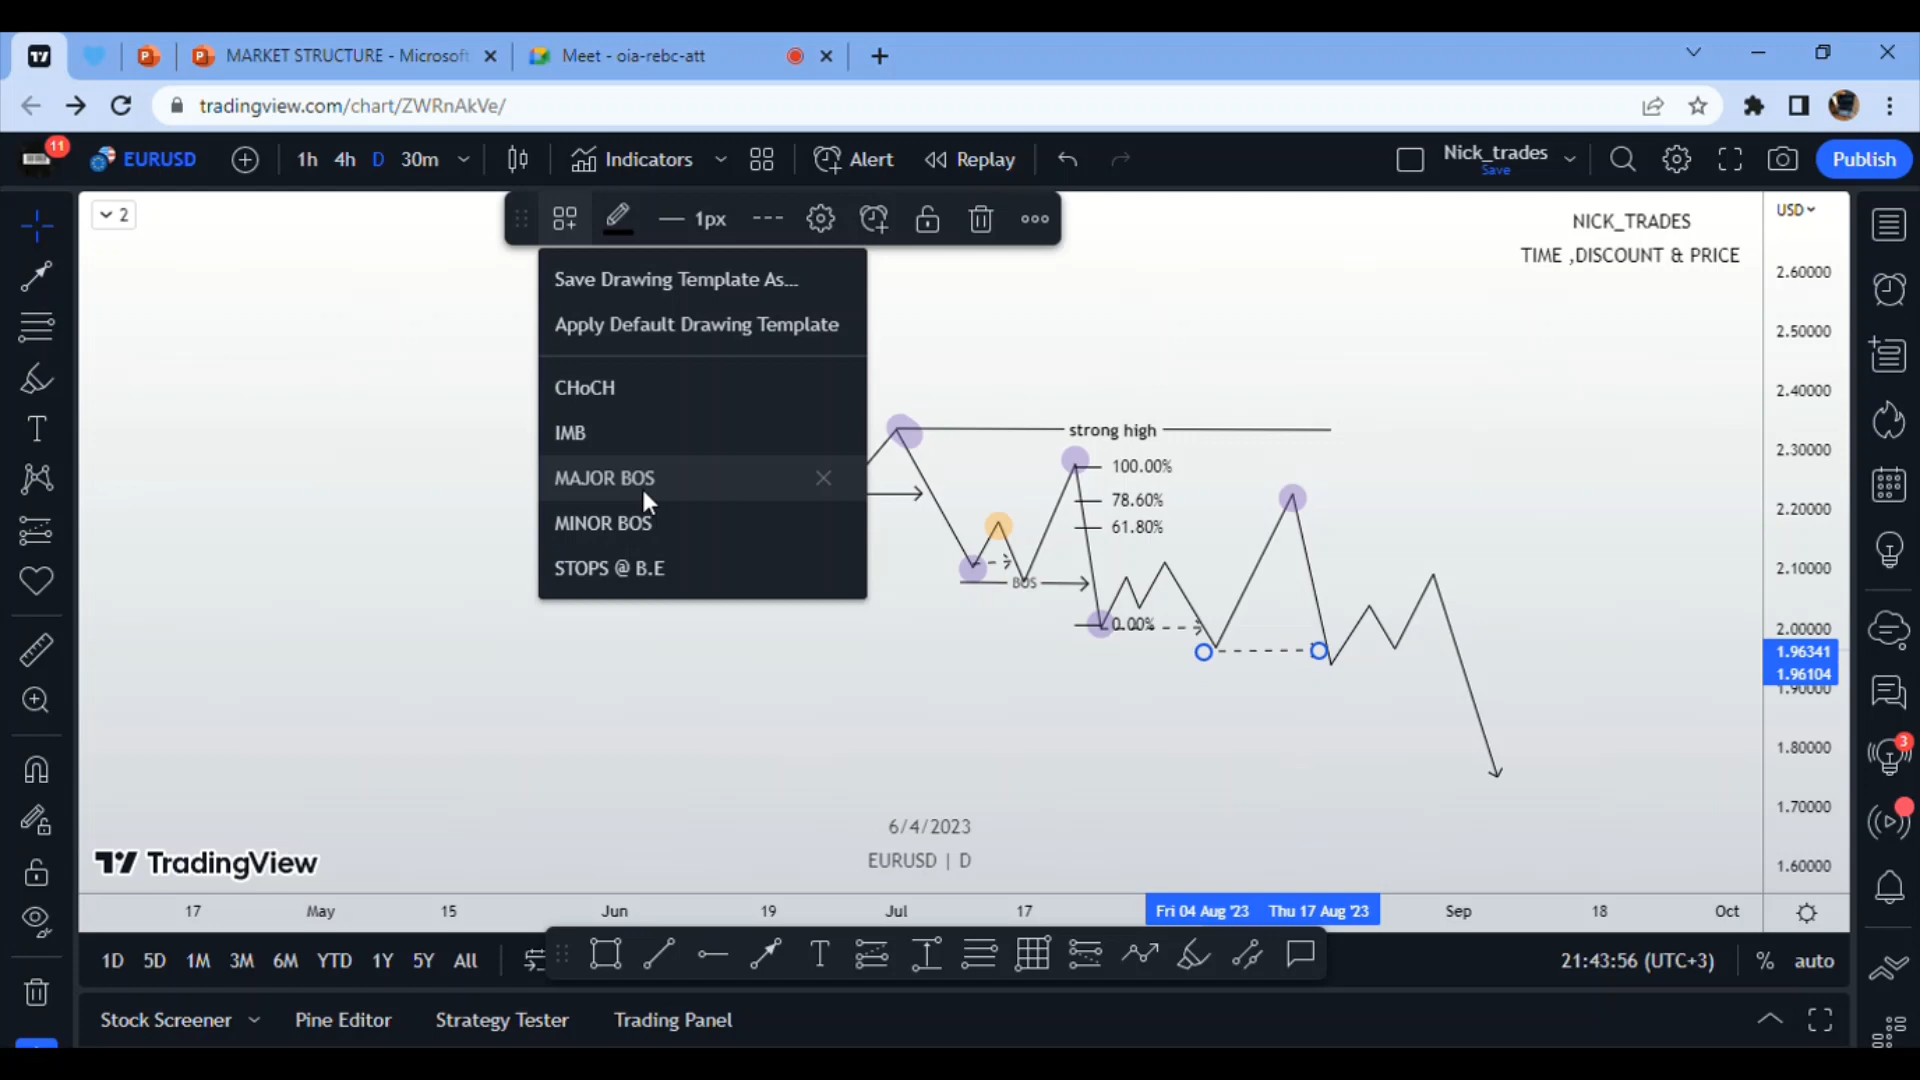 MARKET STRUCTURE - Microsoft
Meet - oia-rebc-att
tradingview.com/chart/ZWRnAkVe/
11
EURUSD
1h 4h D 30m
Indicators
Alert
Replay
Nick_trades
Save
Publish
2
1px
USD
NICK_TRADES
TIME ,DISCOUNT & PRICE
Save Drawing Template As...
Apply Default Drawing Template
CHoCH
IMB
MAJOR BOS
MINOR BOS
STOPS @ B.E
strong high
100.00%
78.60%
61.80%
BOS
0.00%
2.60000
2.50000
2.40000
2.30000
2.20000
2.10000
2.00000
1.96341
1.96104
1.90000
1.80000
1.70000
1.60000
3
6/4/2023
EURUSD | D
TradingView
17 May 15 Jun 19 Jul 17 Fri 04 Aug '23 Thu 17 Aug '23 Sep 18 Oct
1D 5D 1M 3M 6M YTD 1Y 5Y All
21:43:56 (UTC+3) % auto
Stock Screener Pine Editor Strategy Tester Trading Panel